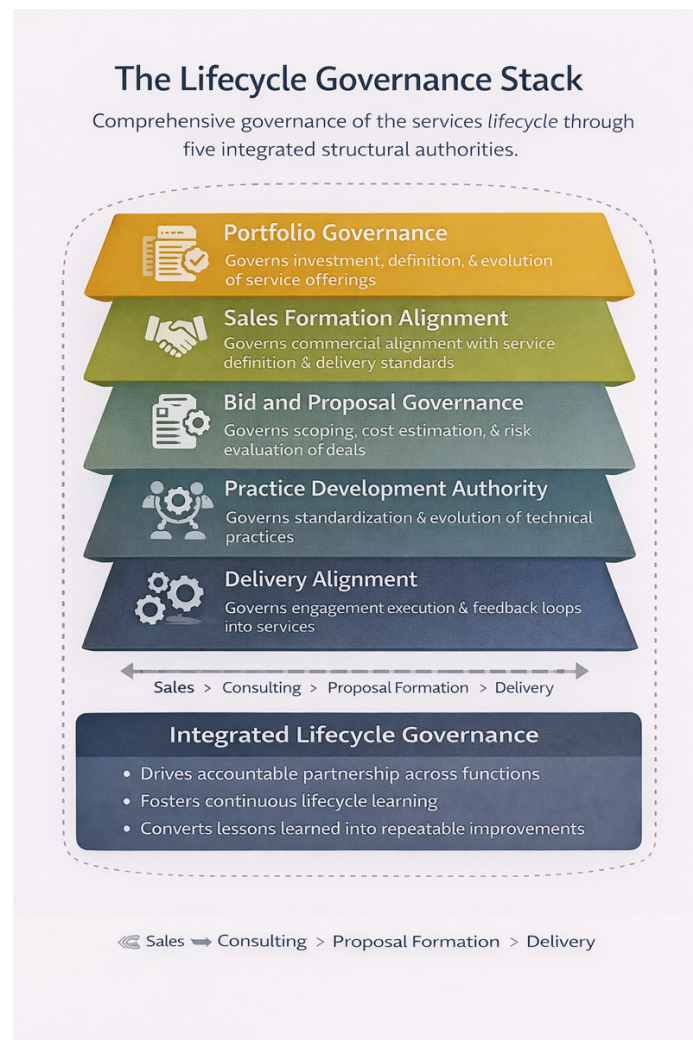 The Lifecycle Governance Stack
Comprehensive governance of the services lifecycle through
five integrated structural authorities.
Portfolio Governance
Governs investment, definition, & evolution
of service offerings
Sales Formation Alignment
Governs commercial alignment with service
definition & delivery standards
Bid and Proposal Governance
Governs scoping, cost estimation, & risk
evaluation of deals
Practice Development Authority
Governs standardization & evolution of technical
practices
Delivery Alignment
Governs engagement execution & feedback loops
into services
Sales > Consulting > Proposal Formation > Delivery
Integrated Lifecycle Governance
• Drives accountable partnership across functions
• Fosters continuous lifecycle learning
• Converts lessons learned into repeatable improvements
Sales ➡ Consulting > Proposal Formation > Delivery